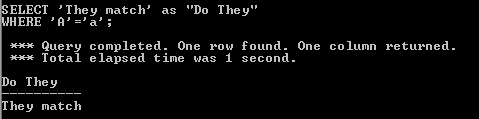 SELECT 'They match' as "Do They"
WHERE 'A'='a';
*** Query completed. One row found. One column returned.
*** Total elapsed time was 1 second.
Do They
----------
They match